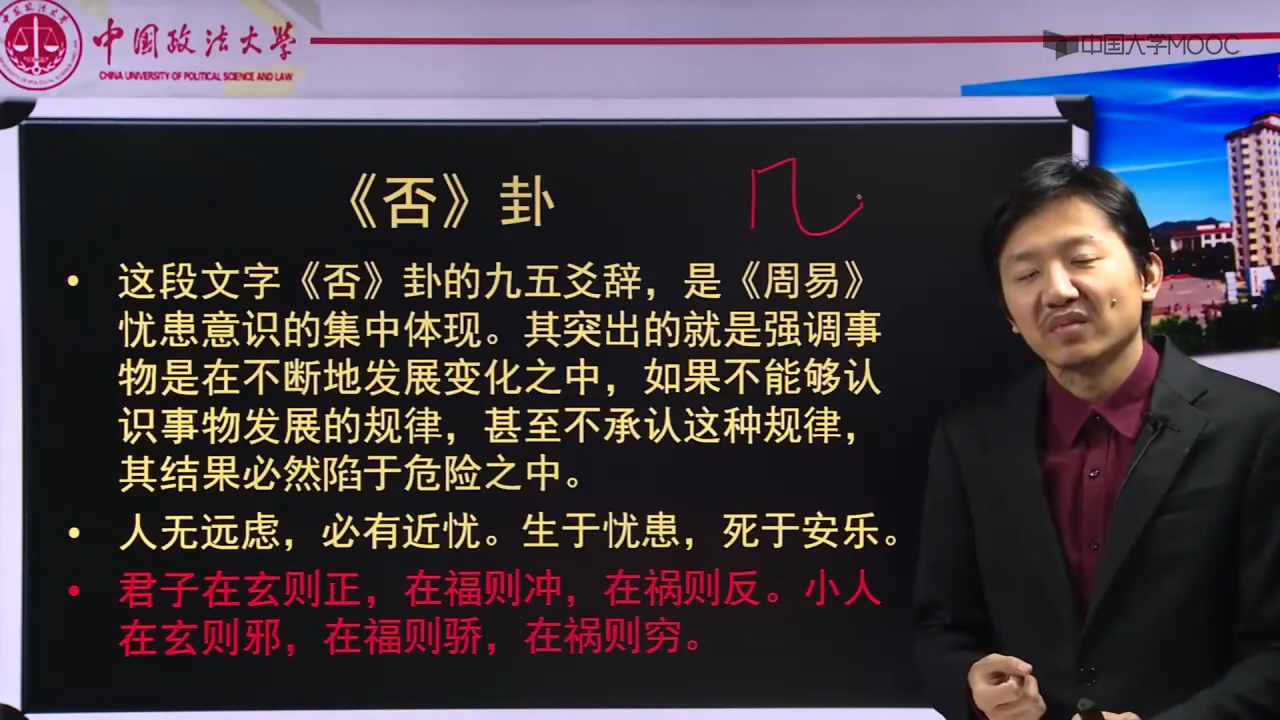 中国政法大学
CHINA UNIVERSITY OF POLITICAL SCIENCE AND LAW
中国大学MOOC
《否》卦
几
• 这段文字《否》卦的九五爻辞，是《周易》
忧患意识的集中体现。其突出的就是强调事
物是在不断地发展变化之中，如果不能够认
识事物发展的规律，甚至不承认这种规律，
其结果必然陷于危险之中。
• 人无远虑，必有近忧。生于忧患，死于安乐。
• 君子在玄则正，在福则冲，在祸则反。小人
在玄则邪，在福则骄，在祸则穷。